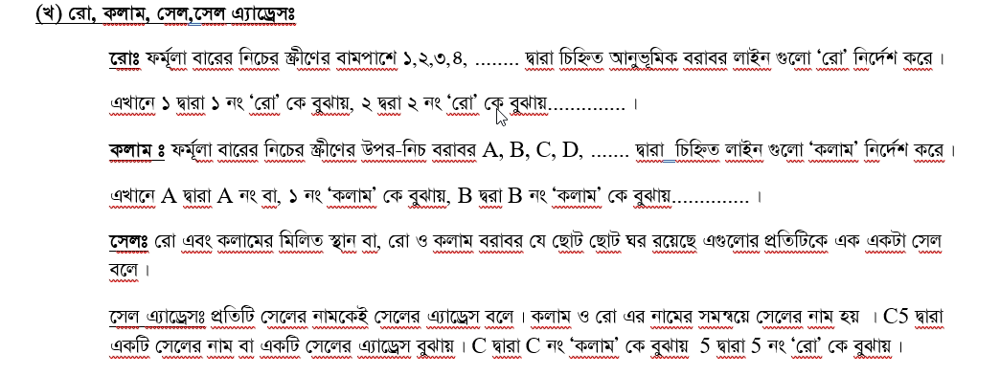 (খ) রো, কলাম, সেল,সেল এ্যাড্রেসঃ
রোঃ ফর্মূলা বারের নিচের স্ক্রীণের বামপাশে ১,২,৩,৪, ........ দ্বারা চিহ্নিত আনুভূমিক বরাবর লাইন গুলো ‘রো’ নির্দেশ করে।
এখানে ১ দ্বারা ১ নং ‘রো’ কে বুঝায়, ২ দ্বরা ২ নং ‘রো’ কে বুঝায়.............. ।
কলাম ঃ ফর্মূলা বারের নিচের স্ক্রীণের উপর-নিচ বরাবর A, B, C, D, ....... দ্বারা চিহ্নিত লাইন গুলো ‘কলাম’ নির্দেশ করে।
এখানে A দ্বারা A নং বা, ১ নং ‘কলাম’ কে বুঝায়, B দ্বরা B নং ‘কলাম’ কে বুঝায়.............. ।
সেলঃ রো এবং কলামের মিলিত স্থান বা, রো ও কলাম বরাবর যে ছোট ছোট ঘর রয়েছে এগুলোর প্রতিটিকে এক একটা সেল
বলে।
সেল এ্যাড্রেসঃ প্রতিটি সেলের নামকেই সেলের এ্যাড্রেস বলে। কলাম ও রো এর নামের সমন্বয়ে সেলের নাম হয় । C5 দ্বারা
একটি সেলের নাম বা একটি সেলের এ্যাড্রেস বুঝায়। C দ্বারা C নং ‘কলাম’ কে বুঝায় 5 দ্বারা 5 নং ‘রো’ কে বুঝায়।